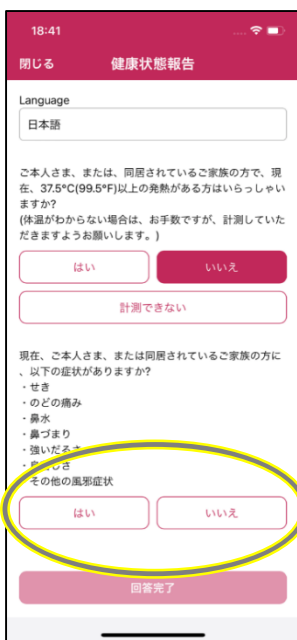 18:41
閉じる 健康状態報告
Language
日本語
ご本人さま、または、同居されているご家族の方で、現
在、37.5°C(99.5°F)以上の発熱がある方はいらっしゃい
ますか?
(体温がわからない場合は、お手数ですが、計測していた
だきますようお願いします。)
はい いいえ
計測できない
現在、ご本人さま、または同居されているご家族の方に
、以下の症状がありますか?
・せき
・のどの痛み
・鼻水
・鼻づまり
・強いだるさ
・息苦しさ
・その他の風邪症状
はい いいえ
回答完了